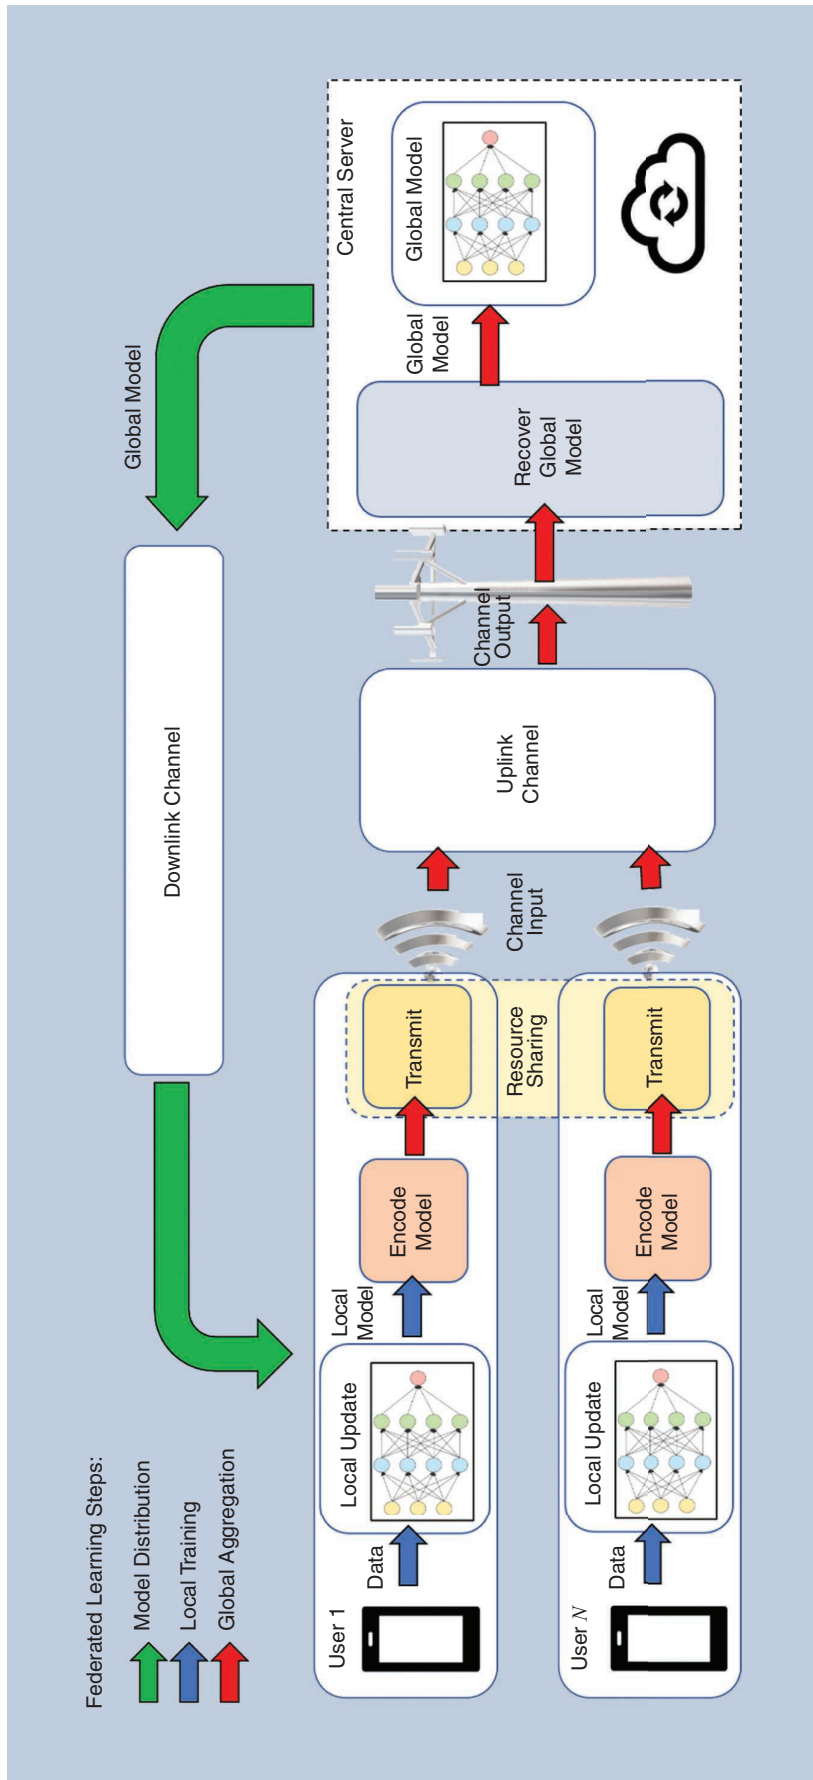 Federated Learning Steps:
Model Distribution
Local Training
Global Aggregation
Downlink Channel
Global Model
User 1
Data
Local Update
Local
Model
Encode
Model
Transmit
Resource
Sharing
Channel
Input
Uplink
Channel
Channel
Output
Recover
Global
Model
Global
Model
Global Model
Central Server
User N
Data
Local Update
Local
Model
Encode
Model
Transmit